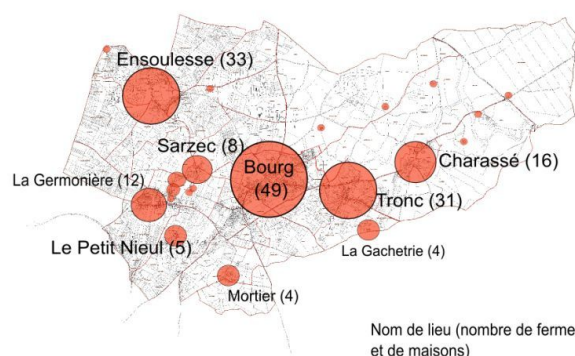 Ensoulesse (33)
Sarzec (8)
Bourg
(49)
Charassé (16)
La Germonière (12)
Tronc (31)
Le Petit Nieul (5)
La Gachetrie (4)
Mortier (4)
Nom de lieu (nombre de ferme
et de maisons)